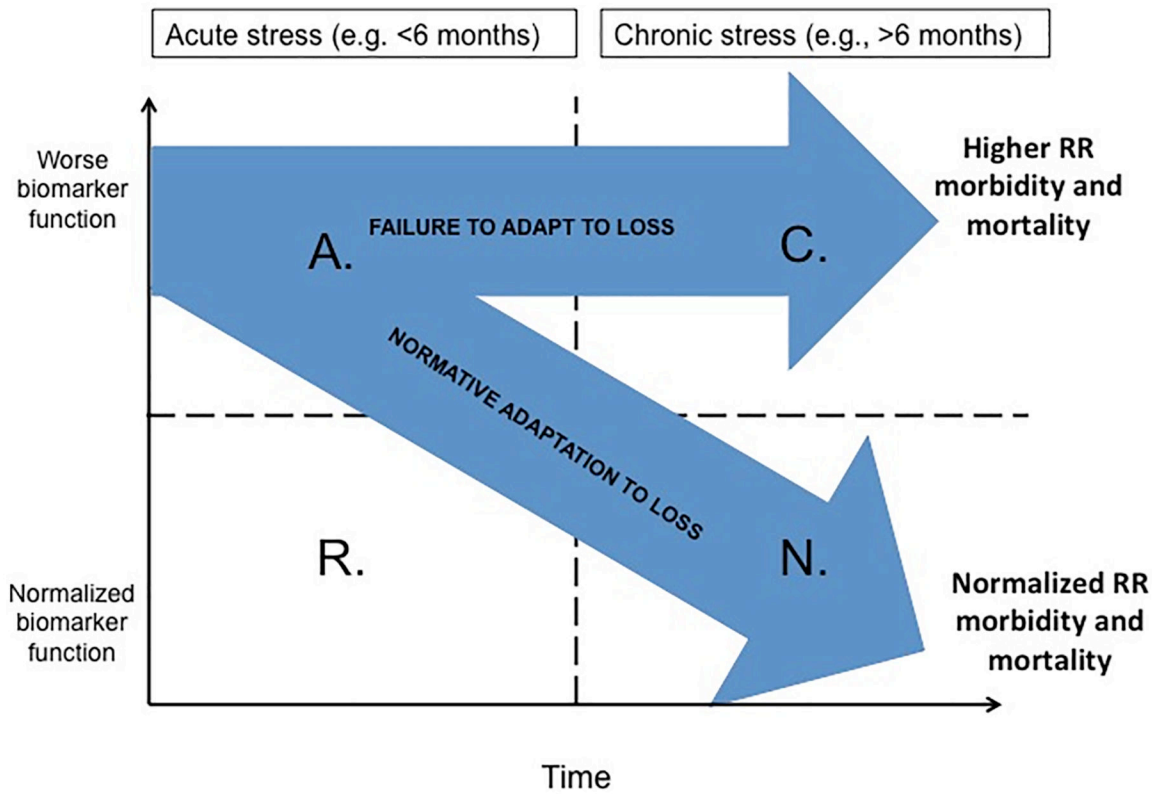 Acute stress (e.g. <6 months)
Chronic stress (e.g., >6 months)
Worse
biomarker
function
FAILURE TO ADAPT TO LOSS
A.
C.
Higher RR
morbidity and
mortality
NORMATIVE ADAPTATION TO LOSS
R.
N.
Normalized
biomarker
function
Normalized RR
morbidity and
mortality
Time